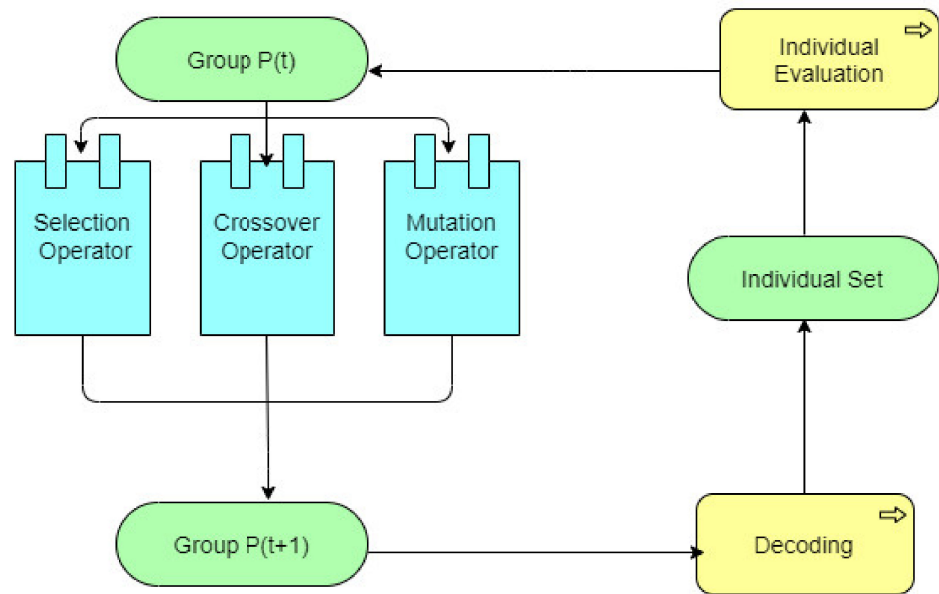 Group P(t)
Individual
Evaluation
Selection
Operator
Crossover
Operator
Mutation
Operator
Individual Set
Group P(t+1)
Decoding